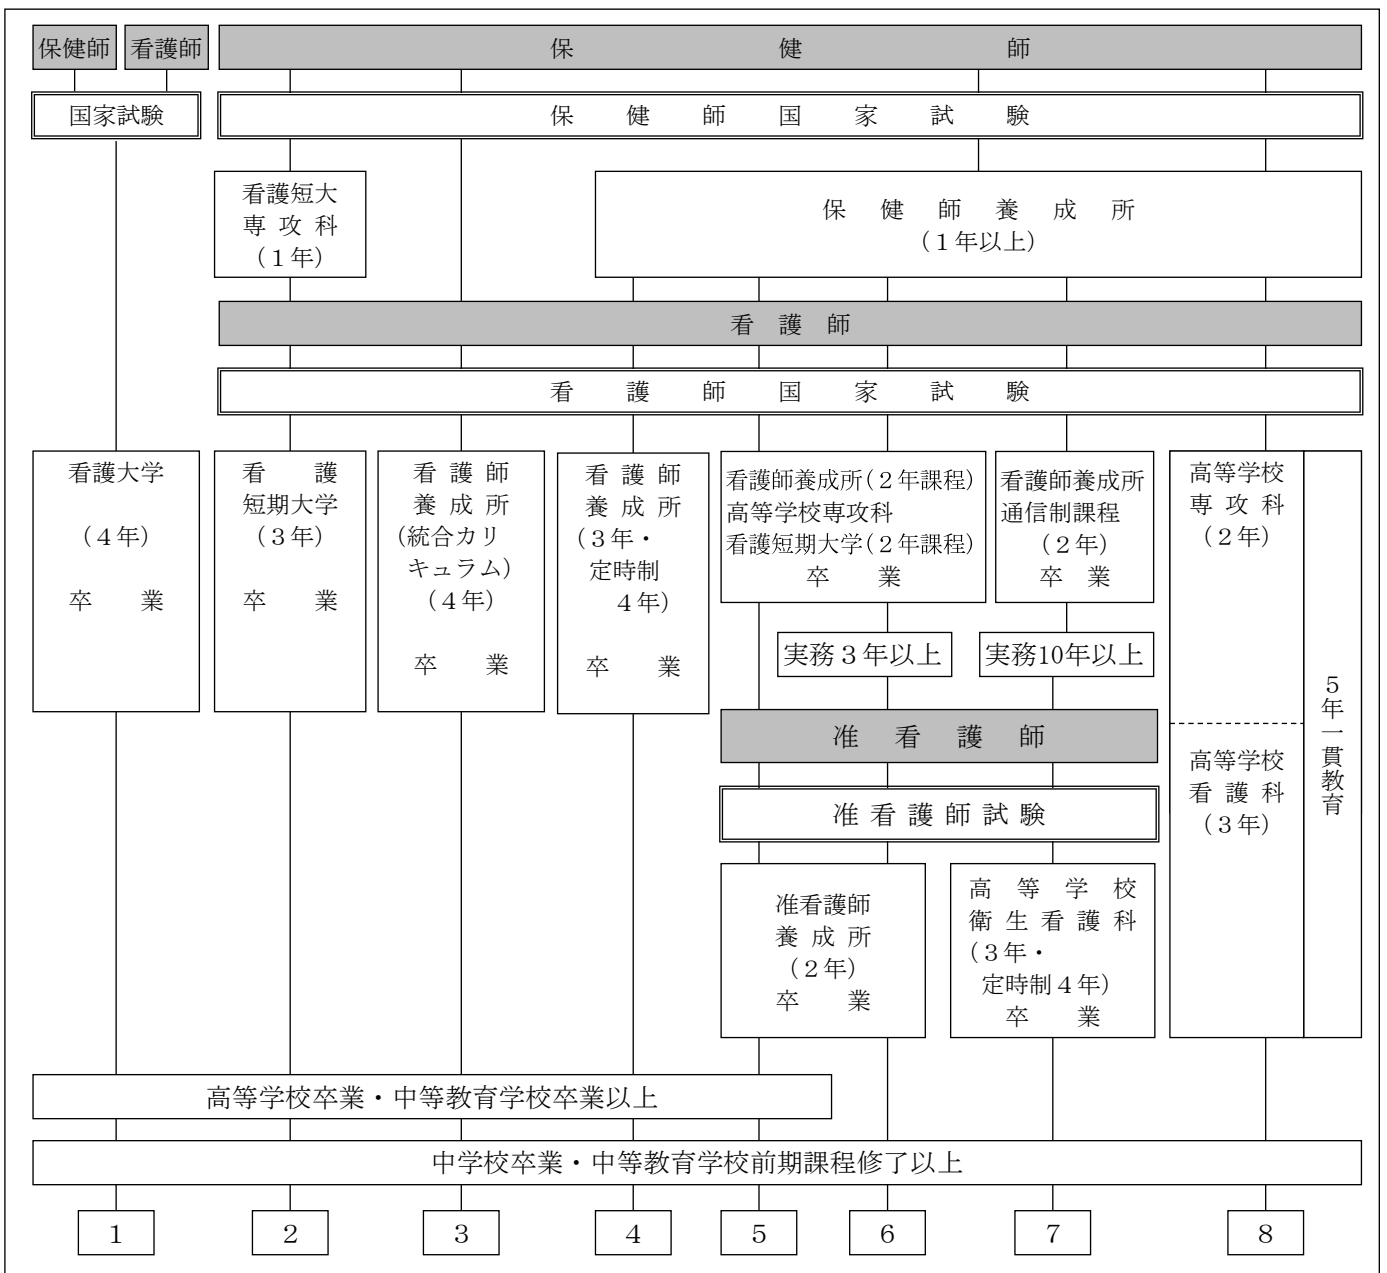 保健師
看護師
保健師
国家試験
保健師国家試験
看護短大
専攻科
（１年）
保健師養成所
（１年以上）
看護師
看護師国家試験
看護大学
（４年）
卒業
看護
短期大学
（３年）
卒業
看護師
養成所
（統合カリ
キュラム）
（４年）
卒業
看護師
養成所
（３年・
定時制
４年）
卒業
看護師養成所（２年課程）
高等学校専攻科
看護短期大学（２年課程）
卒業
看護師養成所
通信制課程
（２年）
卒業
高等学校
専攻科
（２年）
実務３年以上
実務10年以上
５年一貫教育
准看護師
高等学校
看護科
（３年）
准看護師試験
准看護師
養成所
（２年）
卒業
高等学校
衛生看護科
（３年・
定時制４年）
卒業
高等学校卒業・中等教育学校卒業以上
中学校卒業・中等教育学校前期課程修了以上
１
２
３
４
５
６
７
８